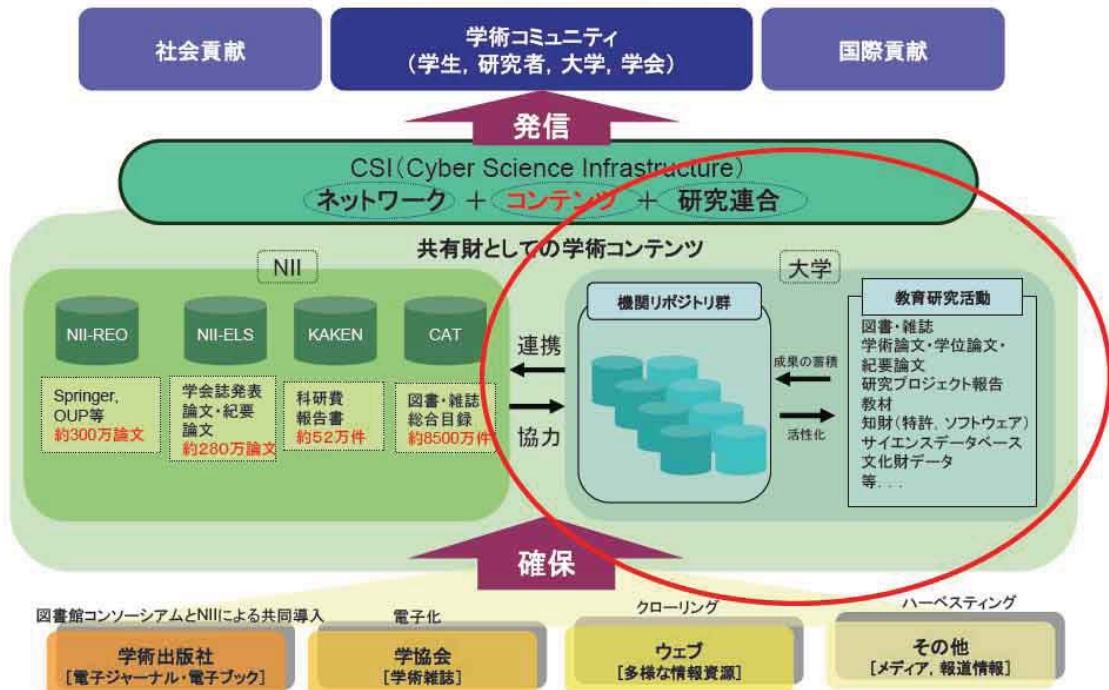 社会貢献
学術コミュニティ
(学生, 研究者, 大学, 学会)
国際貢献
発信
CSI(Cyber Science Infrastructure)
ネットワーク + コンテンツ + 研究連合
共有財としての学術コンテンツ
NII
大学
NII-REO
NII-ELS
KAKEN
CAT
Springer,
OUP等
約300万論文
学会誌発表
論文・紀要
論文
約280万論文
科研費
報告書
約52万件
図書・雑誌
総合目録
約8500万件
連携
協力
機関リポジトリ群
成果の蓄積
活性化
教育研究活動
図書・雑誌
学術論文・学位論文・
紀要論文
研究プロジェクト報告
教材
知財(特許, ソフトウェア)
サイエンスデータベース
文化財データ
等...
確保
図書館コンソーシアムとNIIによる共同導入
学術出版社
[電子ジャーナル・電子ブック]
電子化
学協会
[学術雑誌]
クローリング
ウェブ
[多様な情報資源]
ハーベスティング
その他
[メディア, 報道情報]